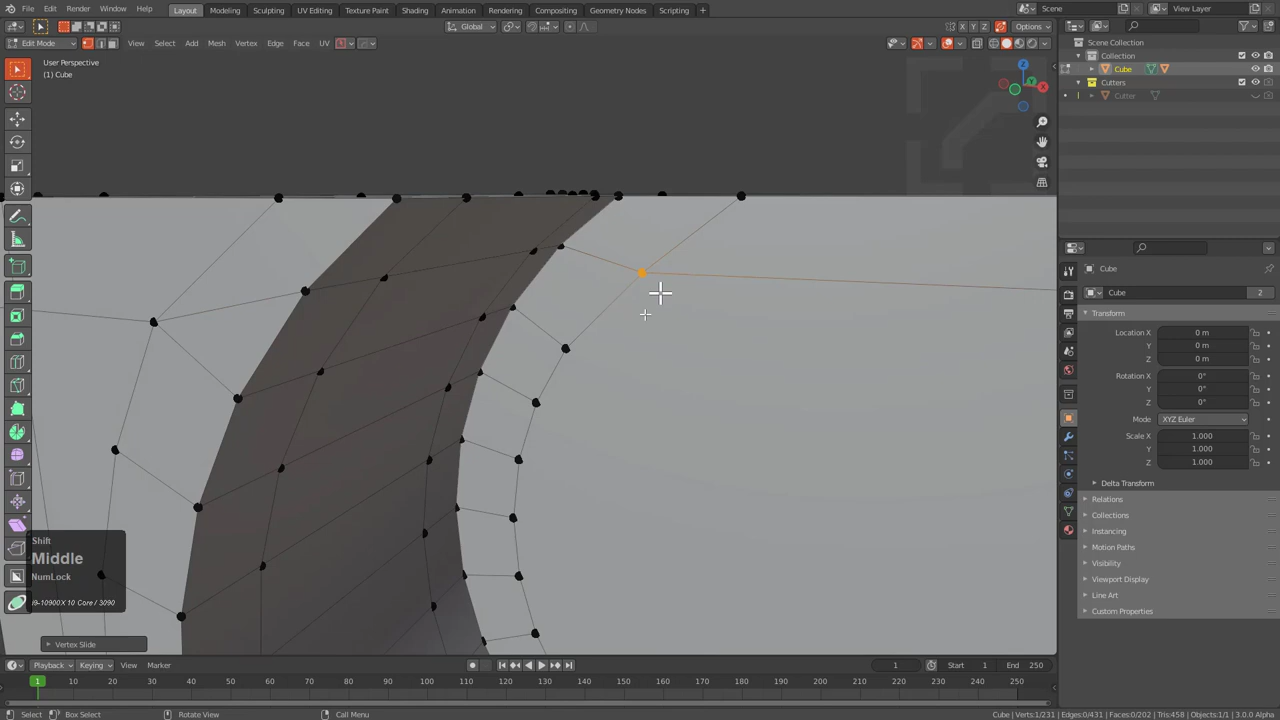 File Edit Render Window Help Layout Modeling Sculpting UV Editing Texture Paint Shading Animation Rendering Compositing Geometry Nodes Scripting + Scene View Layer
Global X Y Z Options
Edit Mode View Select Add Mesh Vertex Edge Face UV
User Perspective
(1) Cube
Z
X
Y
Scene Collection
Collection
Cube
Cutters
Cutter
Cube
Cube 2
Transform
Location X 0 m
Y 0 m
Z 0 m
Rotation X 0°
Y 0°
Z 0°
Mode XYZ Euler
Scale X 1.000
Y 1.000
Z 1.000
Delta Transform
Relations
Collections
Instancing
Motion Paths
Visibility
Viewport Display
Line Art
Custom Properties
Shift
Middle
NumLock
i9-10900X 10 Core / 3090
Vertex Slide
Playback Keying View Marker 1 Start 1 End 250
1 10 20 30 40 50 60 70 80 90 100 110 120 130 140 150 160 170 180 190 200 210 220 230 240 250
Select Box Select Rotate View Call Menu Cube | Verts:1/231 | Edges:0/431 | Faces:0/202 | Tris:458 | Objects:1/1 | 3.0.0 Alpha